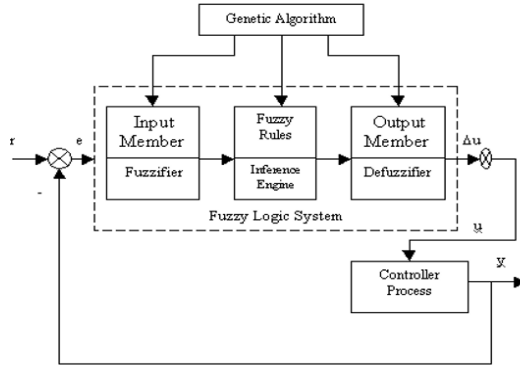 Genetic Algorithm
Input
Member
Fuzzifier
Fuzzy
Rules
Inference
Engine
Output
Member
Defuzzifier
r
e
-
Δu
Fuzzy Logic System
u
Controller
Process
y